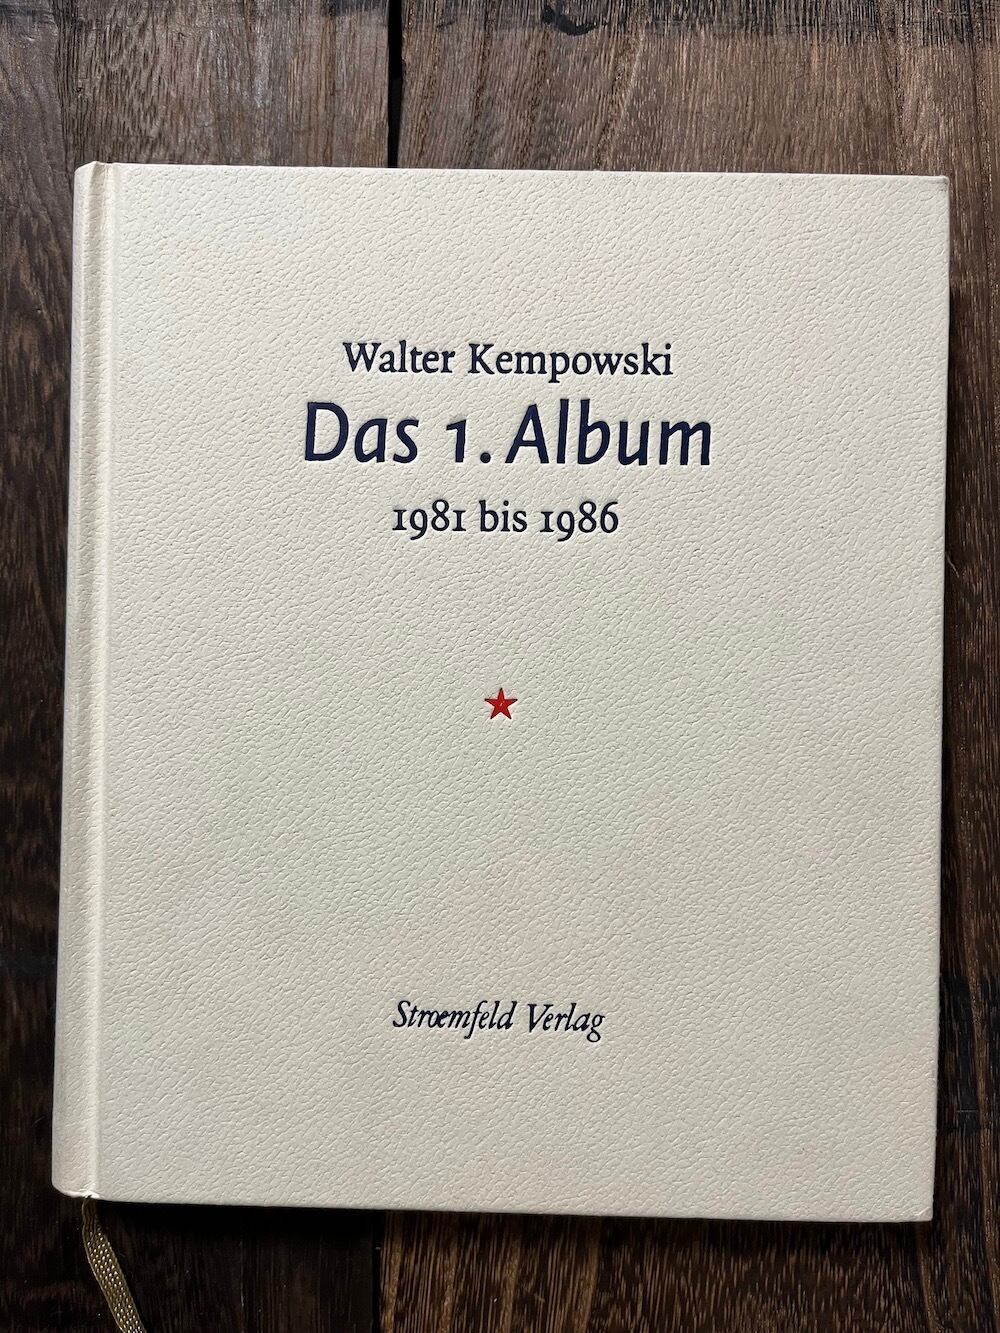 Walter Kempowski
Das 1. Album
1981 bis 1986
Stroemfeld Verlag